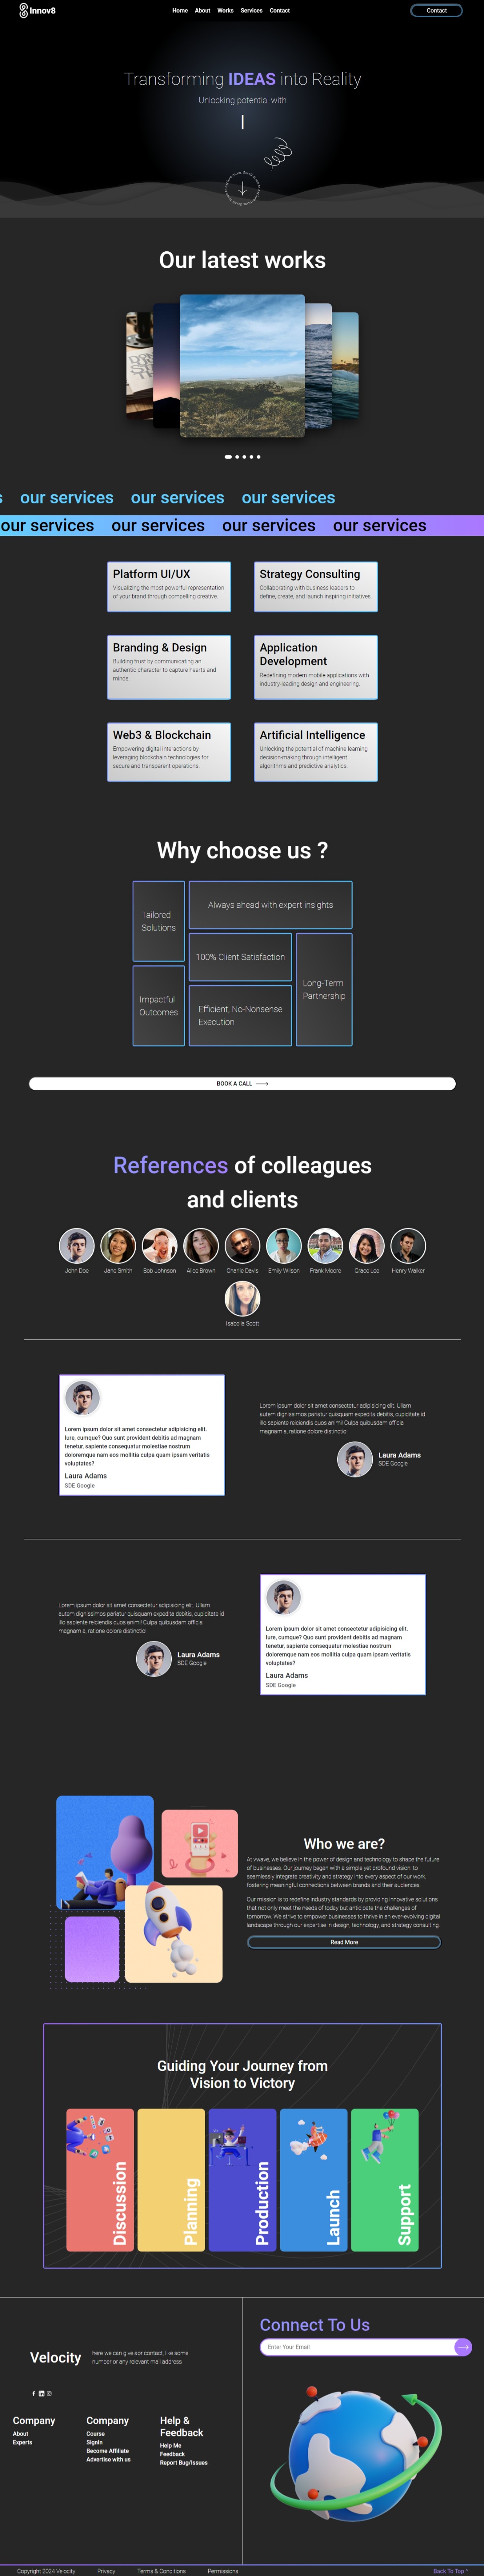 Innov8
Home About Works Services Contact
Contact
Transforming IDEAS into Reality
Unlocking potential with
Our latest works
our services our services our services
our services our services our services our services
Platform UI/UX
Visualizing the most powerful representation
of your brand through compelling creative.
Strategy Consulting
Collaborating with business leaders to
define, create, and launch inspiring initiatives.
Branding & Design
Building trust by communicating an
authentic character to capture hearts and
minds.
Application
Development
Redefining modern mobile applications with
industry-leading design and engineering.
Web3 & Blockchain
Empowering digital interactions by
leveraging blockchain technologies for
secure and transparent operations.
Artificial Intelligence
Unlocking the potential of machine learning
decision-making through intelligent
algorithms and predictive analytics.
Why choose us ?
Tailored
Solutions
Always ahead with expert insights
100% Client Satisfaction
Long-Term
Partnership
Impactful
Outcomes
Efficient, No-Nonsense
Execution
BOOK A CALL
References of colleagues
and clients
John Doe
Jane Smith
Bob Johnson
Alice Brown
Charlie Davis
Emily Wilson
Frank Moore
Grace Lee
Henry Walker
Isabella Scott
Lorem ipsum dolor sit amet consectetur adipisicing elit.
Iure, cumque? Quo sunt provident debitis ad magnam
tenetur, sapiente consequatur molestiae nostrum
doloremque nam eos mollitia culpa quam ipsam veritatis
voluptates?
Laura Adams
SDE Google
Lorem ipsum dolor sit amet consectetur adipisicing elit. Ullam
autem dignissimos pariatur quisquam expedita debitis, cupiditate id
illo sapiente reiciendis quos animi! Culpa quibusdam officia
magnam a, ratione dolore distinctio!
Laura Adams
SDE Google
Lorem ipsum dolor sit amet consectetur adipisicing elit. Ullam
autem dignissimos pariatur quisquam expedita debitis, cupiditate id
illo sapiente reiciendis quos animi! Culpa quibusdam officia
magnam a, ratione dolore distinctio!
Laura Adams
SDE Google
Lorem ipsum dolor sit amet consectetur adipisicing elit.
Iure, cumque? Quo sunt provident debitis ad magnam
tenetur, sapiente consequatur molestiae nostrum
doloremque nam eos mollitia culpa quam ipsam veritatis
voluptates?
Laura Adams
SDE Google
Who we are?
At vwave, we believe in the power of design and technology to shape the future
of businesses. Our journey began with a simple yet profound vision: to
seamlessly integrate creativity and strategy into every aspect of our work,
fostering meaningful connections between brands and their audiences.
Our mission is to redefine industry standards by providing innovative solutions
that not only meet the needs of today but anticipate the challenges of
tomorrow. We strive to empower businesses to thrive in an ever-evolving digital
landscape through our expertise in design, technology, and strategy consulting.
Read More
Guiding Your Journey from
Vision to Victory
Discussion
Planning
Production
Launch
Support
Velocity
here we can give aor contact, like some
number or any relevant mai address
Company
About
Experts
Company
Course
Signin
Become Affiliate
Advertise with us
Help &
Feedback
Help Me
Feedback
Report Bug/Issues
Connect To Us
Enter Your Email
Copyright 2024 Velocity Privacy Terms & Conditions Permissions
Back To Top ^